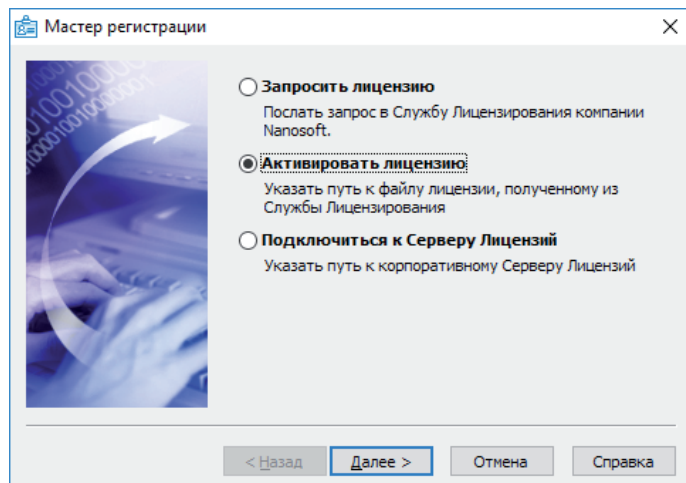 Мастер регистрации
Запросить лицензию
Послать запрос в Службу Лицензирования компании
Nanosoft.
Активировать лицензию
Указать путь к файлу лицензии, полученному из
Службы Лицензирования
Подключиться к Серверу Лицензий
Указать путь к корпоративному Серверу Лицензий
< Назад Далее > Отмена Справка